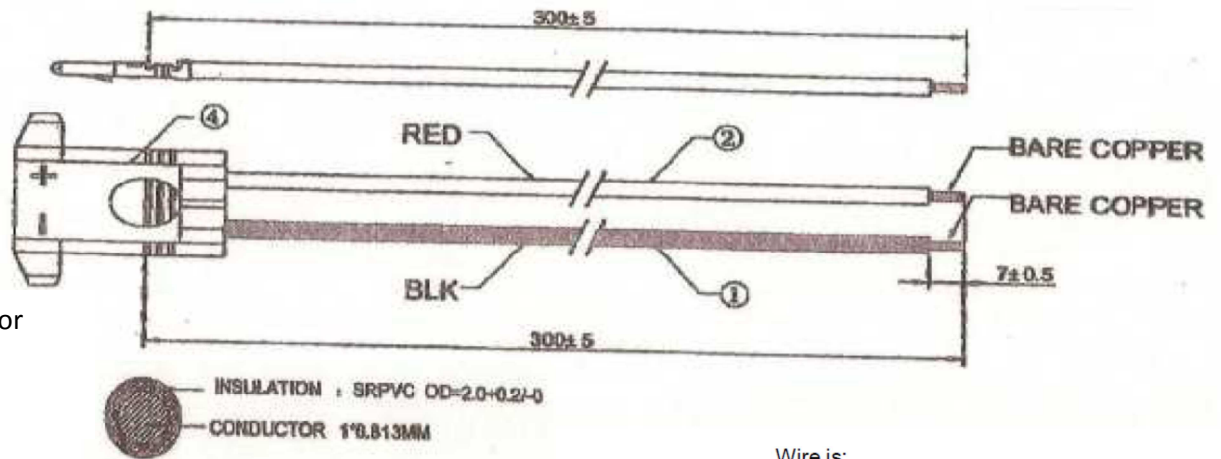 300±5
④
RED
②
BARE COPPER
BARE COPPER
+
-
BLK
①
7±0.5
or
300±5
INSULATION : SRPVC OD=2.0+0.2/-0
CONDUCTOR 1*0.813MM
Wire is: